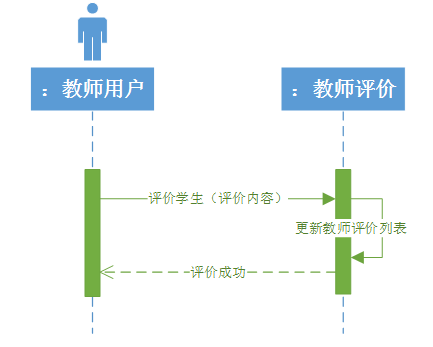 ：教师用户
：教师评价
评价学生（评价内容）
更新教师评价列表
评价成功